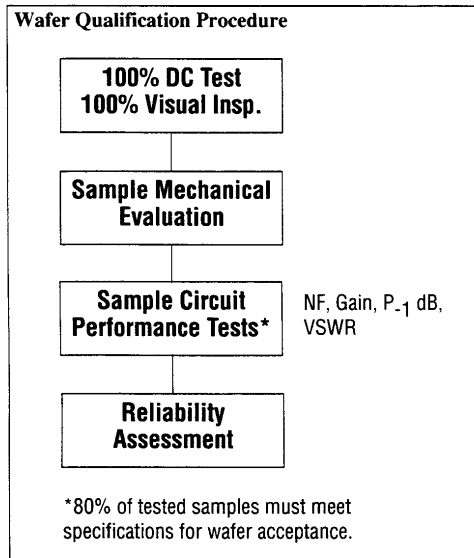 Wafer Qualification Procedure
100% DC Test
100% Visual Insp.
Sample Mechanical
Evaluation
Sample Circuit
Performance Tests*
NF, Gain, P-1 dB,
VSWR
Reliability
Assessment
*80% of tested samples must meet
specifications for wafer acceptance.